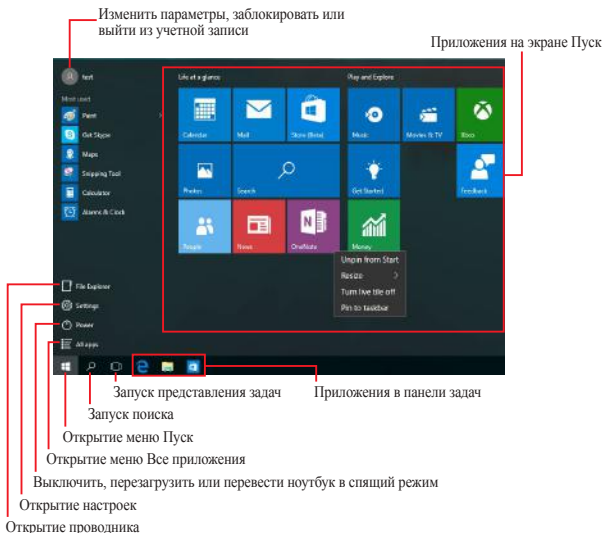 Изменить параметры, заблокировать или
выйти из учетной записи
Приложения на экране Пуск
test
Life at a glance
Play and Explore
Most used
Paint
Get Skype
Maps
Snipping Tool
Calculator
Alarms & Clock
Calendar
Mail
Store (Beta)
Music
Movies & TV
Xbox
Photos
Search
Get Started
Feedback
People
News
OneNote
Money
Unpin from Start
Resize
Turn live tile off
Pin to taskbar
File Explorer
Settings
Power
All apps
Запуск представления задач
Приложения в панели задач
Запуск поиска
Открытие меню Пуск
Открытие меню Все приложения
Выключить, перезагрузить или перевести ноутбук в спящий режим
Открытие настроек
Открытие проводника